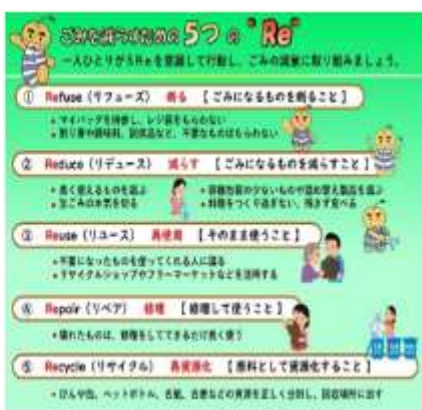 ごみを減らすための5つの"Re"
一人ひとりが5Reを意識して行動し、ごみの減量に取り組みましょう。
① Refuse（リフューズ） 断る 【ごみになるものを断ること】
・マイバッグを持参し、レジ袋をもらわない
・割り箸や調味料、試供品など、不要なものはもらわない
② Reduce（リデュース） 減らす 【ごみになるものを減らすこと】
・長く使えるものを選ぶ ・容器包装の少ないものや詰め替え製品を選ぶ
・生ごみの水気を切る ・料理をつくり過ぎない、残さず食べる
③ Reuse（リユース） 再使用 【そのまま使うこと】
・不要になったものを使ってくれる人に譲る
・リサイクルショップやフリーマーケットなどを活用する
④ Repair（リペア） 修理 【修理して使うこと】
・壊れたものは、修理をしてできるだけ長く使う
⑤ Recycle（リサイクル） 再資源化 【原料として資源化すること】
・びんや缶、ペットボトル、古紙、古着などの資源を正しく分別し、回収場所に出す